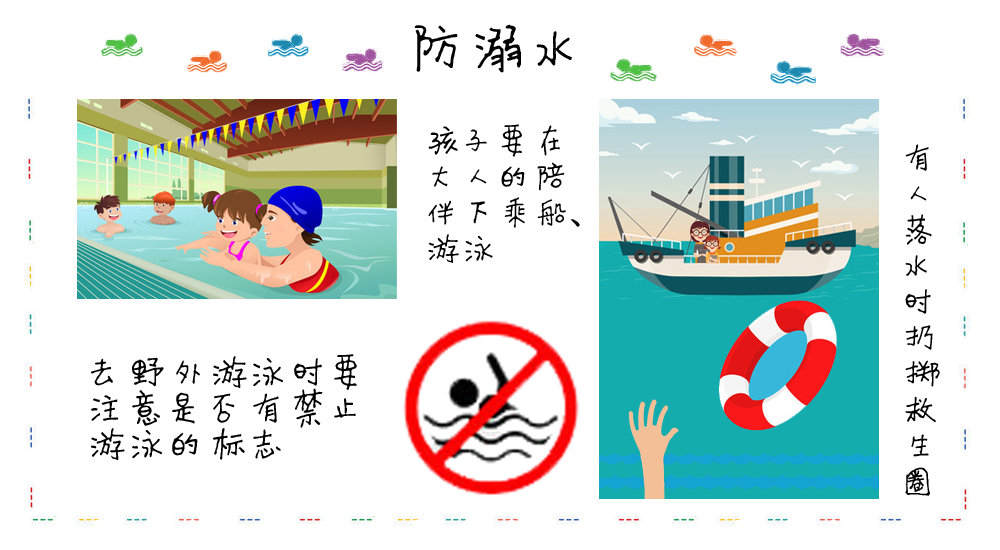 防溺水
孩子要在
大人的陪
伴下乘船、
游泳
去野外游泳时要
注意是否有禁止
游泳的标志
有人落水时扔掷救生圈